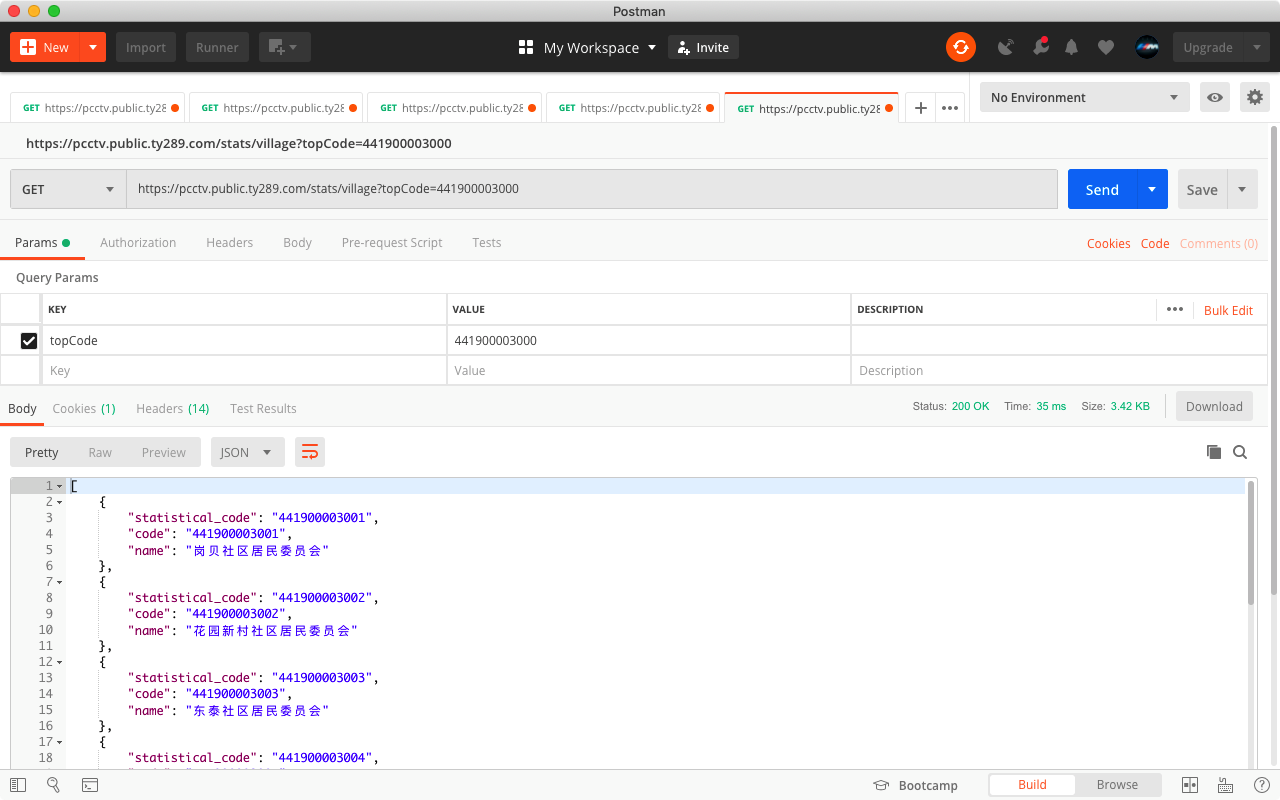 Postman
New Import Runner My Workspace Invite Upgrade
GET https://pcctv.public.ty28 GET https://pcctv.public.ty28 GET https://pcctv.public.ty28 GET https://pcctv.public.ty28 GET https://pcctv.public.ty28 No Environment
https://pcctv.public.ty289.com/stats/village?topCode=441900003000
GET https://pcctv.public.ty289.com/stats/village?topCode=441900003000 Send Save
Params Authorization Headers Body Pre-request Script Tests Cookies Code Comments (0)
Query Params
KEY VALUE DESCRIPTION Bulk Edit
topCode 441900003000
Key Value Description
Body Cookies (1) Headers (14) Test Results Status: 200 OK Time: 35 ms Size: 3.42 KB Download
Pretty Raw Preview JSON
1 [
2 {
3 "statistical_code": "441900003001",
4 "code": "441900003001",
5 "name": "岗贝社区居民委员会"
6 },
7 {
8 "statistical_code": "441900003002",
9 "code": "441900003002",
10 "name": "花园新村社区居民委员会"
11 },
12 {
13 "statistical_code": "441900003003",
14 "code": "441900003003",
15 "name": "东泰社区居民委员会"
16 },
17 {
18 "statistical_code": "441900003004",
Bootcamp Build Browse